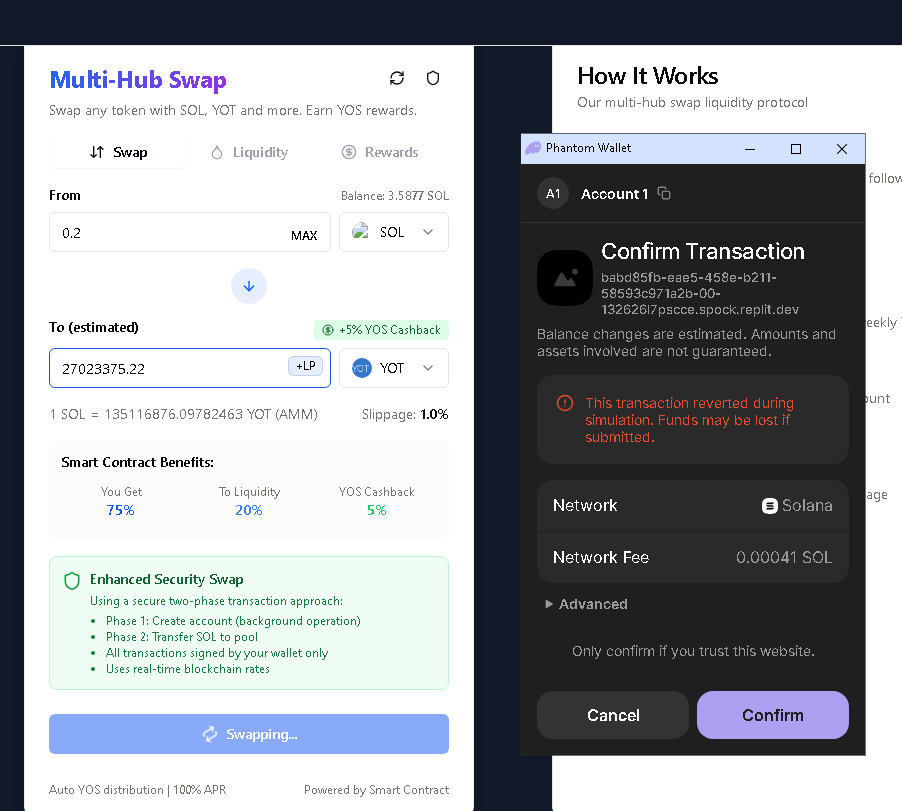 Multi-Hub Swap
Swap any token with SOL, YOT and more. Earn YOS rewards.
Swap
Liquidity
Rewards
From
Balance: 3.5877 SOL
0.2
MAX
SOL
To (estimated)
+5% YOS Cashback
27023375.22
+LP
YOT
YOT
1 SOL = 135116876.09782463 YOT (AMM)
Slippage: 1.0%
Smart Contract Benefits:
You Get
To Liquidity
YOS Cashback
75%
20%
5%
Enhanced Security Swap
Using a secure two-phase transaction approach:
• Phase 1: Create account (background operation)
• Phase 2: Transfer SOL to pool
• All transactions signed by your wallet only
• Uses real-time blockchain rates
Swapping...
Auto YOS distribution | 100% APR
Powered by Smart Contract
How It Works
Our multi-hub swap liquidity protocol
follow
eekly
ount
age
Phantom Wallet
A1
Account 1
Confirm Transaction
babd85fb-eae5-458e-b211-
58593c971a2b-00-
132626l7pscce.spock.replit.dev
Balance changes are estimated. Amounts and
assets involved are not guaranteed.
This transaction reverted during
simulation. Funds may be lost if
submitted.
Network
Solana
Network Fee
0.00041 SOL
Advanced
Only confirm if you trust this website.
Cancel
Confirm